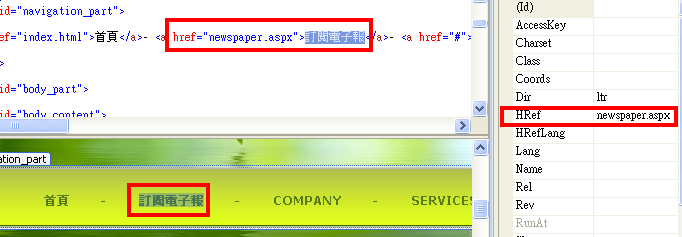 id="navigation_part">
ef="index.html">首頁</a>- <a href="newspaper.aspx">訂閱電子報</a>- <a href="#">
>
id="body_part">
id="body_content">
ation_part
首頁 - 訂閱電子報 - COMPANY - SERVICES
(Id)
AccessKey
Charset
Class
Coords
Dir ltr
HRef newspaper.aspx
HRefLang
Lang
Name
Rel
Rev
RunAt